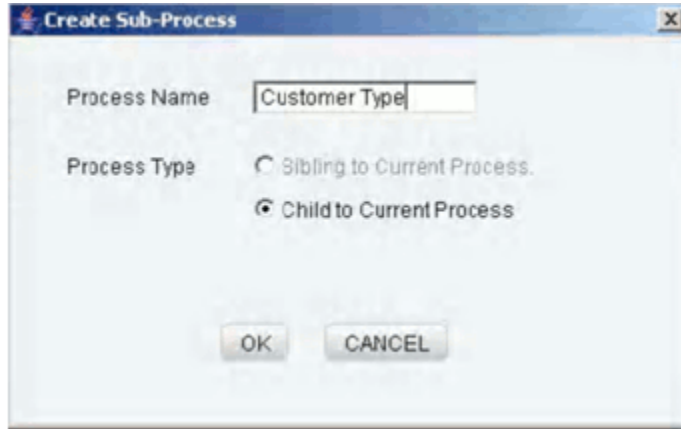 Create Sub-Process
Process Name Customer Type
Process Type Sibling to Current Process.
Child to Current Process
OK CANCEL